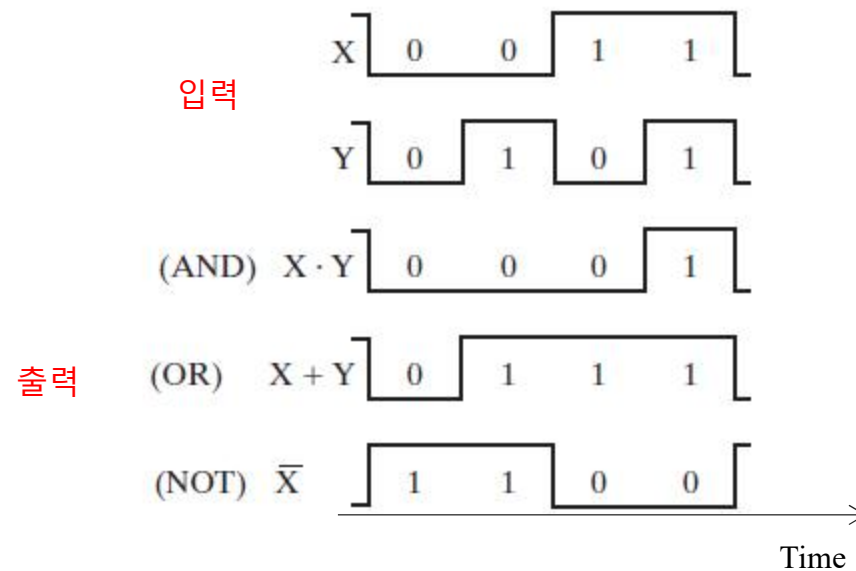 X 0 0 1 1
입력
Y 0 1 0 1
(AND) X · Y 0 0 0 1
출력
(OR) X + Y 0 1 1 1
(NOT) X̅ 1 1 0 0
Time